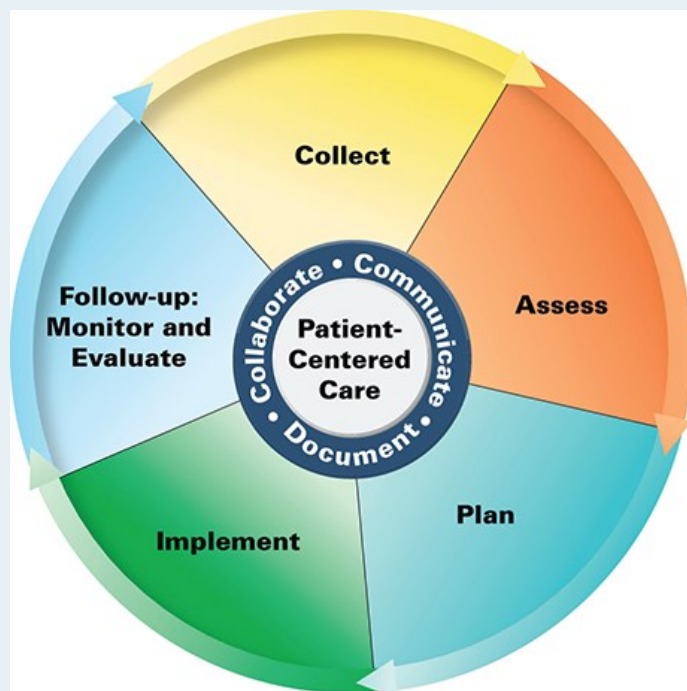 Collect
Assess
Plan
Implement
Follow-up:
Monitor and
Evaluate
Collaborate • Communicate • Document •
Patient-
Centered
Care